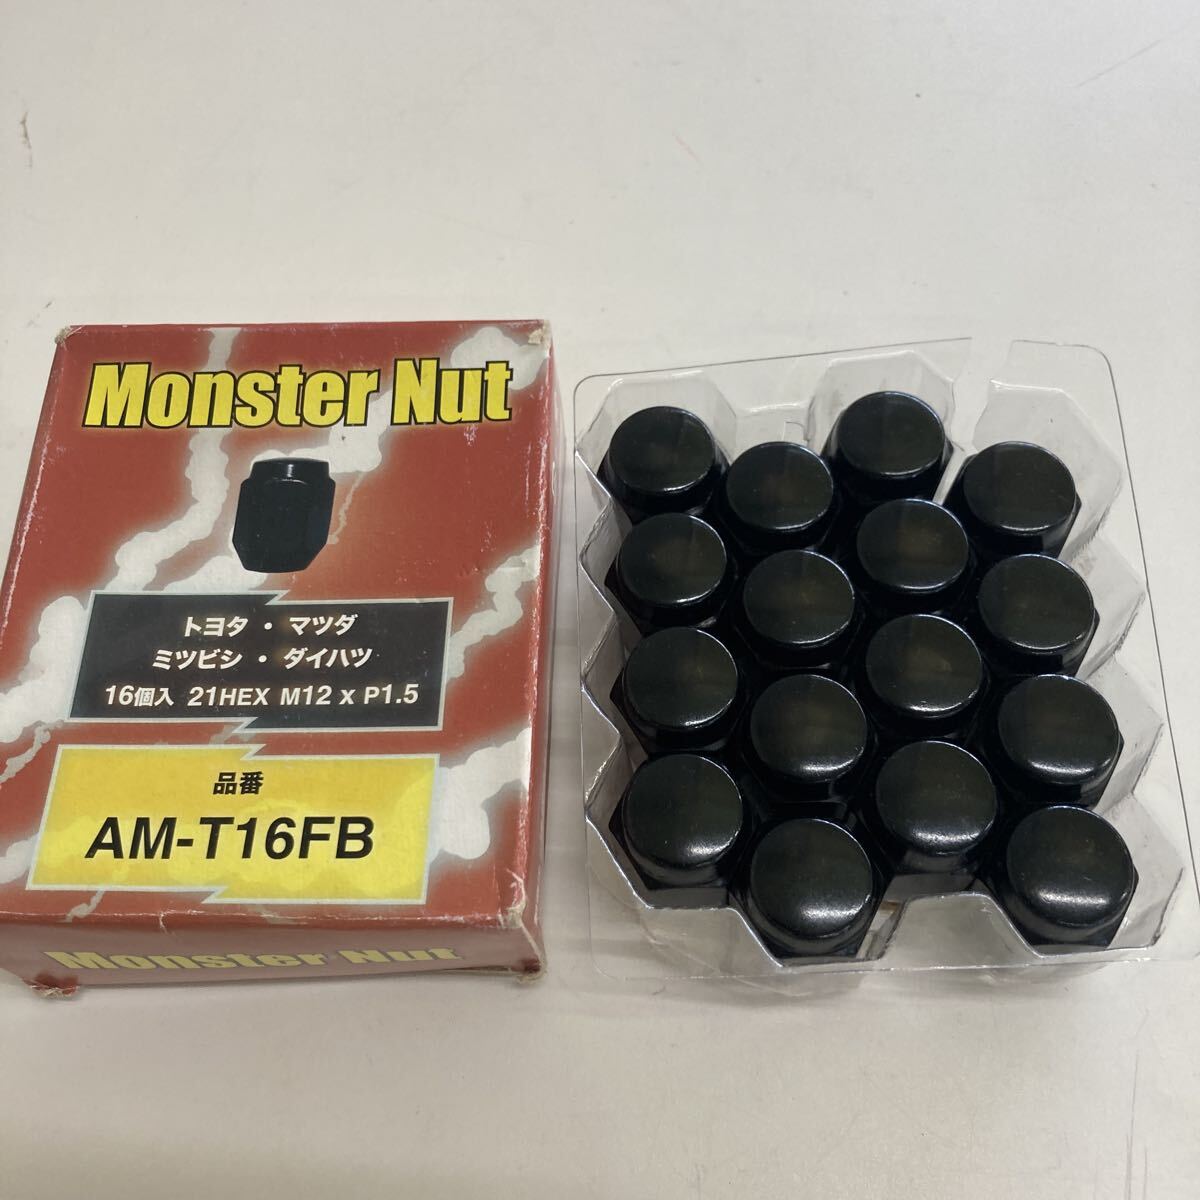 Monster Nut
トヨタ・マツダ
ミツビシ・ダイハツ
16個入 21HEX M12 x P1.5
品番
AM-T16FB
Monster Nut